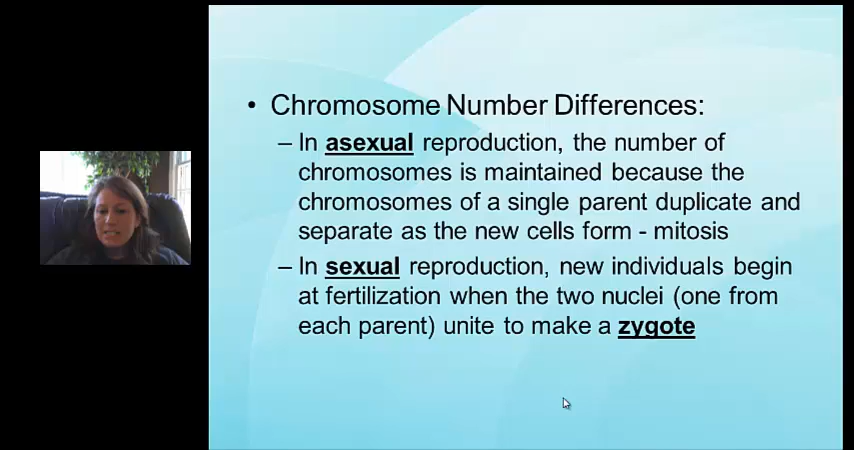 • Chromosome Number Differences:
– In asexual reproduction, the number of
chromosomes is maintained because the
chromosomes of a single parent duplicate and
separate as the new cells form - mitosis
– In sexual reproduction, new individuals begin
at fertilization when the two nuclei (one from
each parent) unite to make a zygote